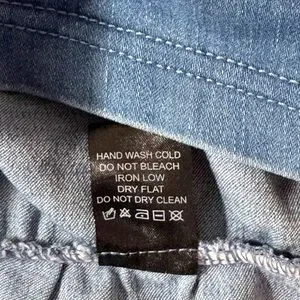 HAND WASH COLD
DO NOT BLEACH
IRON LOW
DRY FLAT
DO NOT DRY CLEAN